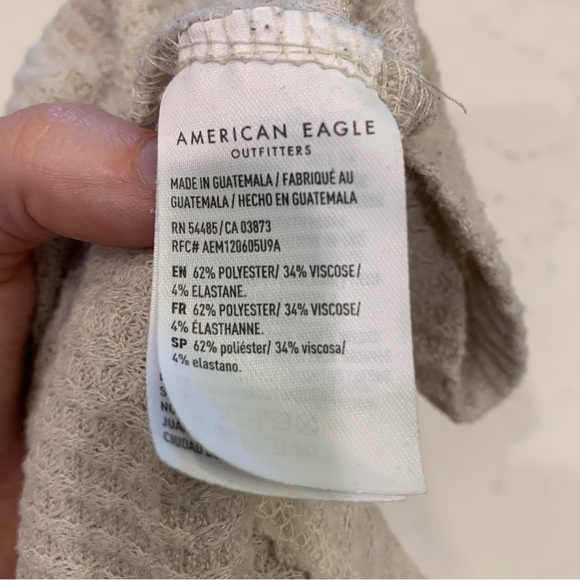 AMERICAN EAGLE
OUTFITTERS
MADE IN GUATEMALA / FABRIQUÉ AU
GUATEMALA / HECHO EN GUATEMALA
RN 54485/CA 03873
RFC# AEM120605U9A
EN 62% POLYESTER/ 34% VISCOSE/
4% ELASTANE.
FR 62% POLYESTER/ 34% VISCOSE/
4% ÉLASTHANNE.
SP 62% poliéster/ 34% viscosa/
4% elastano.
CIUDAD